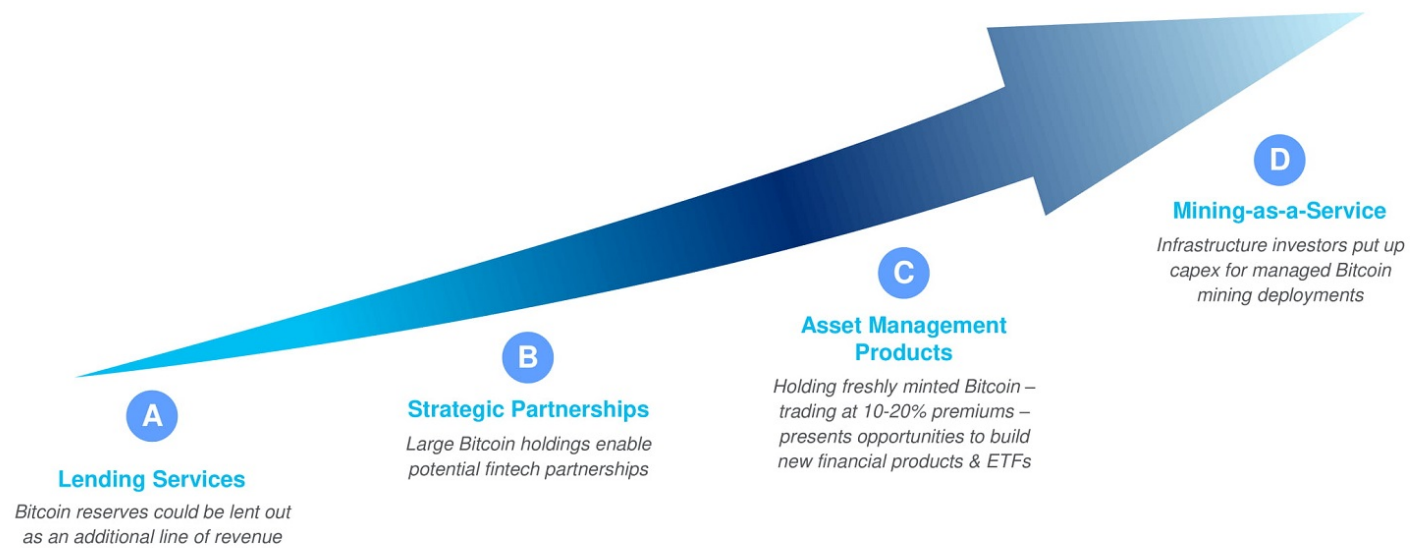 A
Lending Services
Bitcoin reserves could be lent out
as an additional line of revenue
B
Strategic Partnerships
Large Bitcoin holdings enable
potential fintech partnerships
C
Asset Management
Products
Holding freshly minted Bitcoin –
trading at 10-20% premiums –
presents opportunities to build
new financial products & ETFs
D
Mining-as-a-Service
Infrastructure investors put up
capex for managed Bitcoin
mining deployments